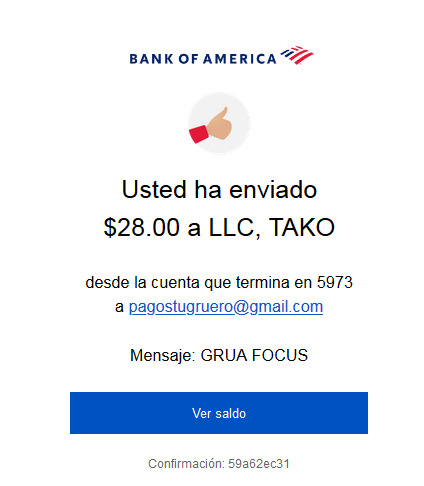 BANK OF AMERICA
Usted ha enviado
$28.00 a LLC, TAKO
desde la cuenta que termina en 5973
a pagostugruero@gmail.com
Mensaje: GRUA FOCUS
Ver saldo
Confirmación: 59a62ec31